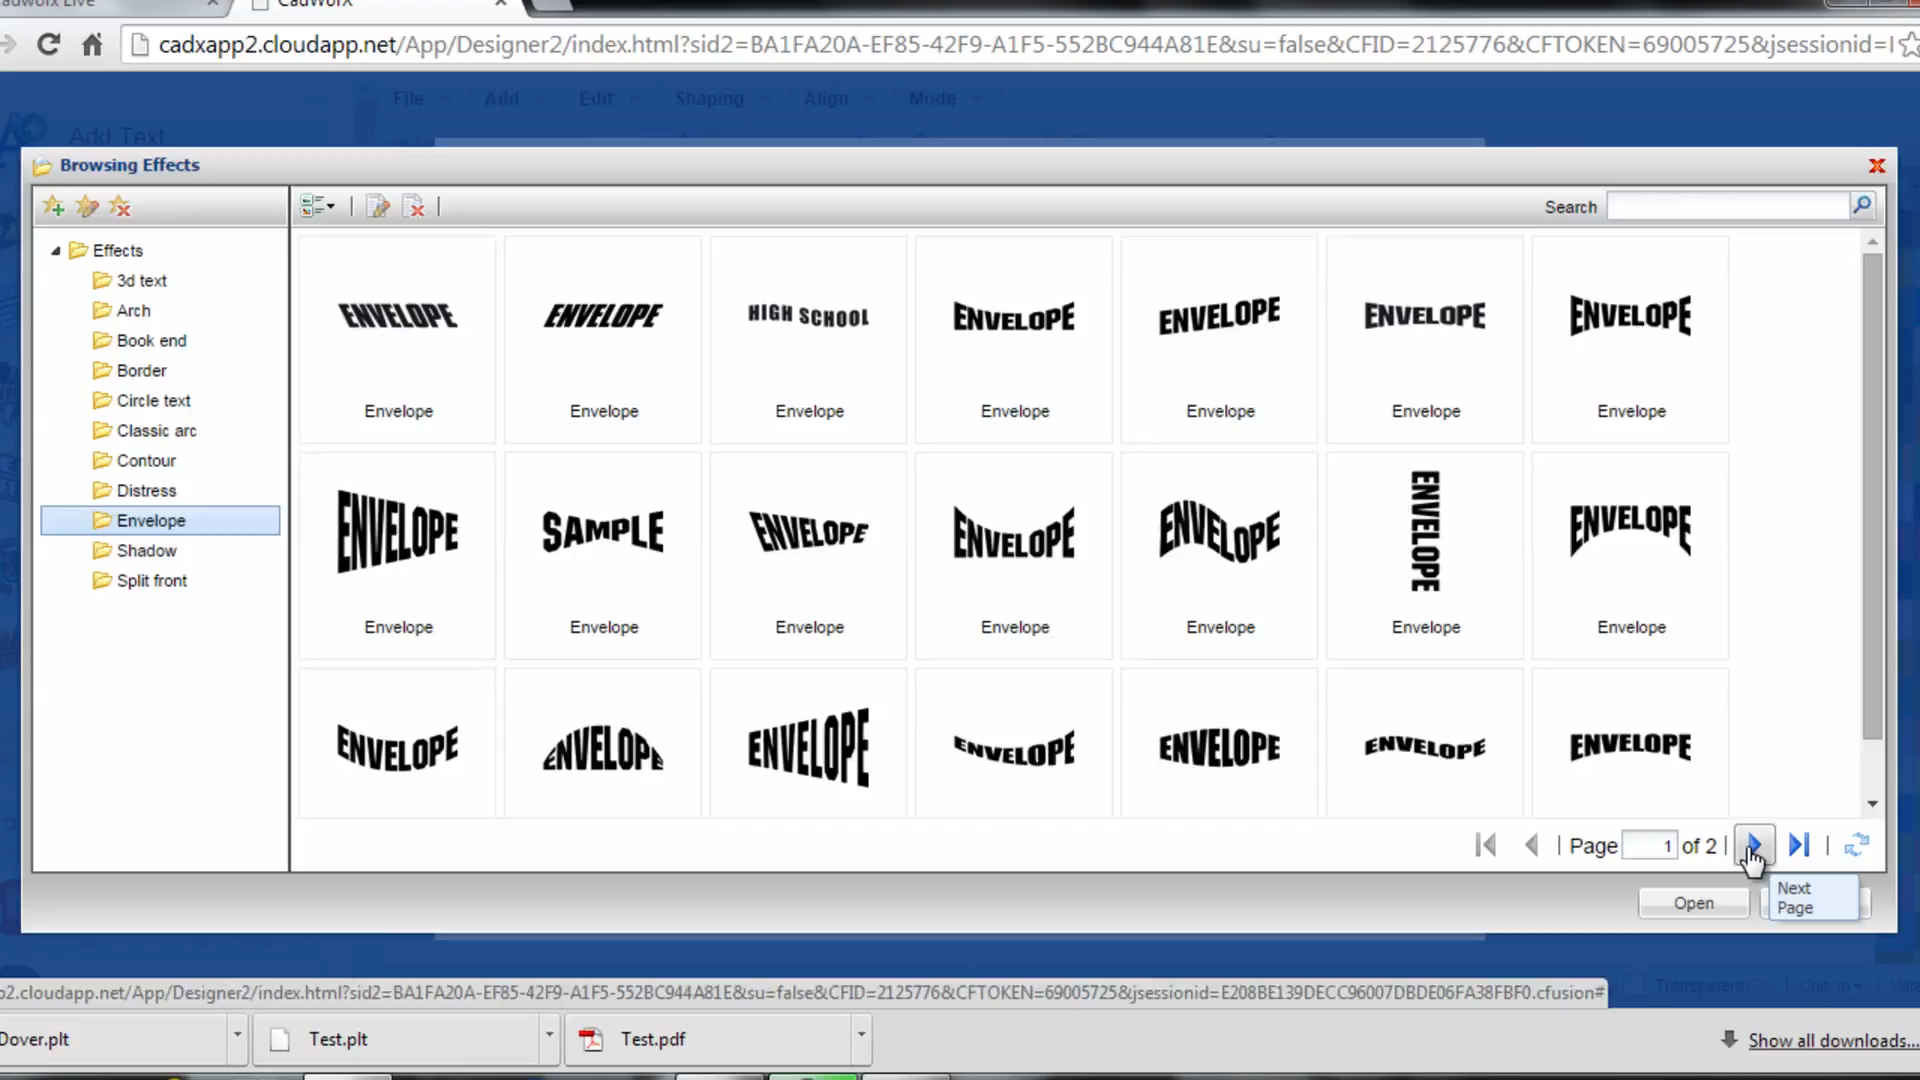 CadWorx
cadxapp2.cloudapp.net/App/Designer2/index.html?sid2=BA1FA20A-EF85-42F9-A1F5-552BC944A81E&su=false&CFID=2125776&CFTOKEN=69005725&jsessionid=
File Add Edit Shaping Align Mode
Add Text
Browsing Effects
Search
Effects
3d text
Arch
Book end
Border
Circle text
Classic arc
Contour
Distress
Envelope
Shadow
Split front
ENVELOPE ENVELOPE HIGH SCHOOL ENVELOPE ENVELOPE ENVELOPE ENVELOPE
Envelope Envelope Envelope Envelope Envelope Envelope Envelope
ENVELOPE SAMPLE ENVELOPE ENVELOPE ENVELOPE ENVELOPE ENVELOPE
Envelope Envelope Envelope Envelope Envelope Envelope Envelope
ENVELOPE ENVELOPE ENVELOPE ENVELOPE ENVELOPE ENVELOPE ENVELOPE
Page 1 of 2
Open
Next
Page
p2.cloudapp.net/App/Designer2/index.html?sid2=BA1FA20A-EF85-42F9-A1F5-552BC944A81E&su=false&CFID=2125776&CFTOKEN=69005725&jsessionid=E208BE139DECC96007DBDE06FA38FBF0.cfusion#
Transparent
Dover.plt Test.plt Test.pdf Show all downloads...